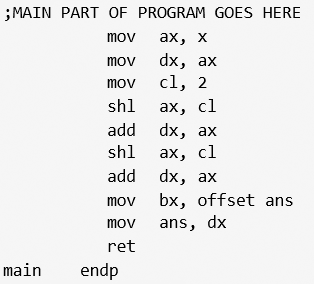 ;MAIN PART OF PROGRAM GOES HERE
mov ax, x
mov dx, ax
mov cl, 2
shl ax, cl
add dx, ax
shl ax, cl
add dx, ax
mov bx, offset ans
mov ans, dx
ret
main endp